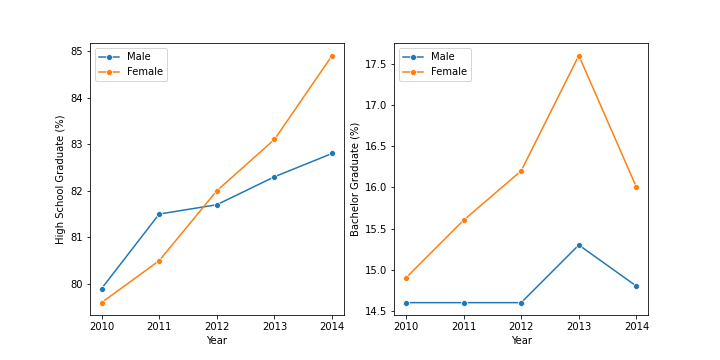 Male
Female
High School Graduate (%)
85
84
83
82
81
80
2010 2011 2012 2013 2014
Year
Male
Female
Bachelor Graduate (%)
17.5
17.0
16.5
16.0
15.5
15.0
14.5
2010 2011 2012 2013 2014
Year